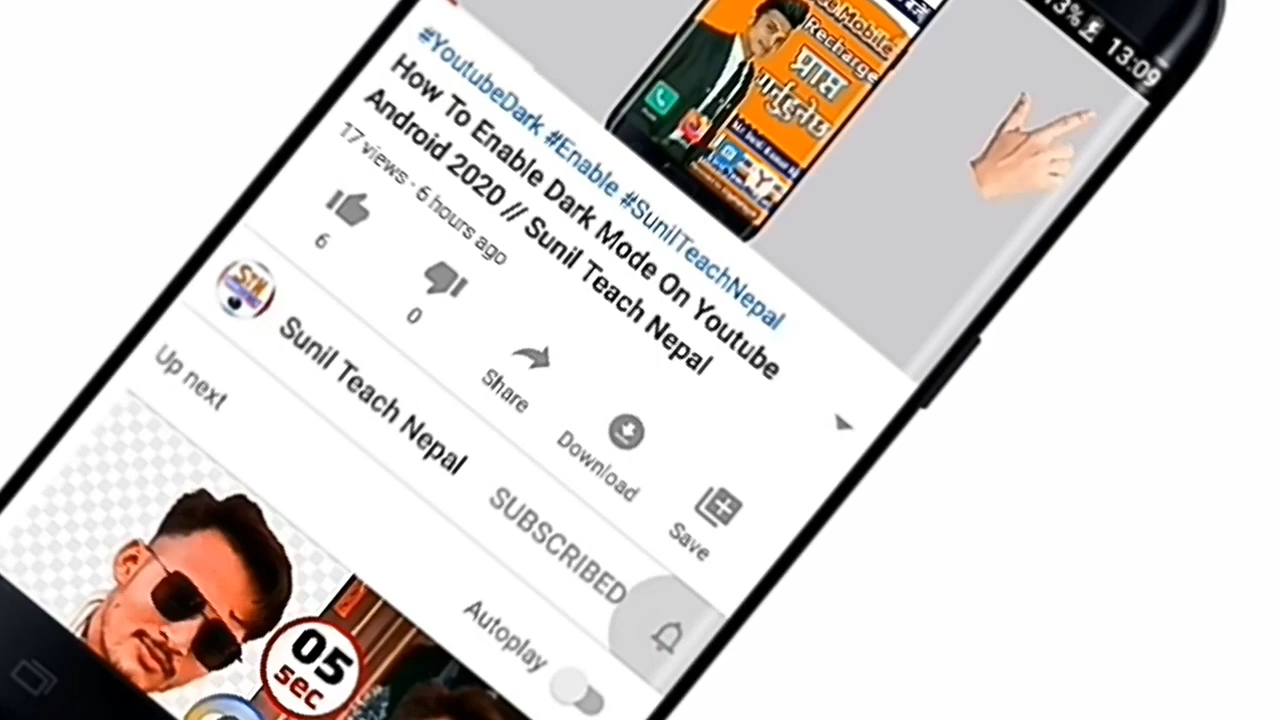 13:09
Mobile
Recharge
प्राप्त
गर्नुहोस
#YoutubeDark #Enable #SunilTeachNepal
How To Enable Dark Mode On Youtube
Android 2020 // Sunil Teach Nepal
17 views · 6 hours ago
6
0
Share
Download
Save
Sunil Teach Nepal
SUBSCRIBED
Up next
Autoplay
05
sec